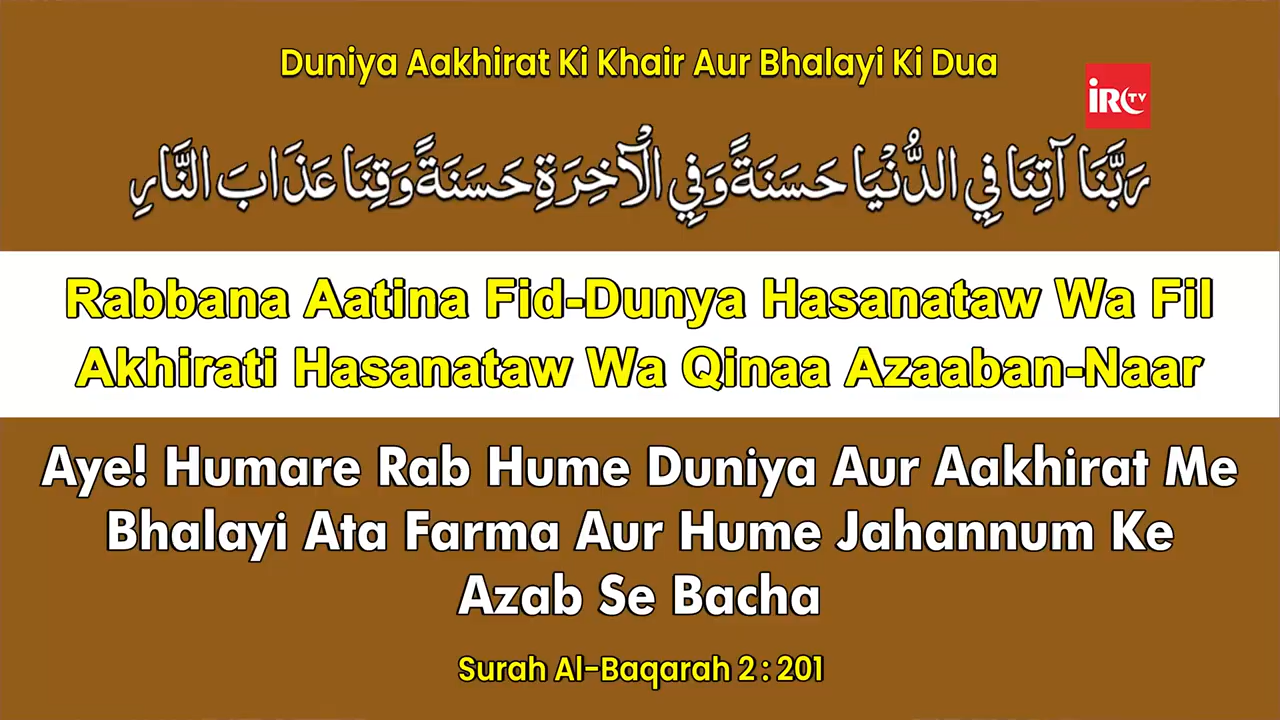 Duniya Aakhirat Ki Khair Aur Bhalayi Ki Dua
iRC TV
رَبَّنَا آتِنَا فِي الدُّنْيَا حَسَنَةً وَفِي الْآخِرَةِ حَسَنَةً وَقِنَا عَذَابَ النَّارِ
Rabbana Aatina Fid-Dunya Hasanataw Wa Fil
Akhirati Hasanataw Wa Qinaa Azaaban-Naar
Aye! Humare Rab Hume Duniya Aur Aakhirat Me
Bhalayi Ata Farma Aur Hume Jahannum Ke
Azab Se Bacha
Surah Al-Baqarah 2 : 201